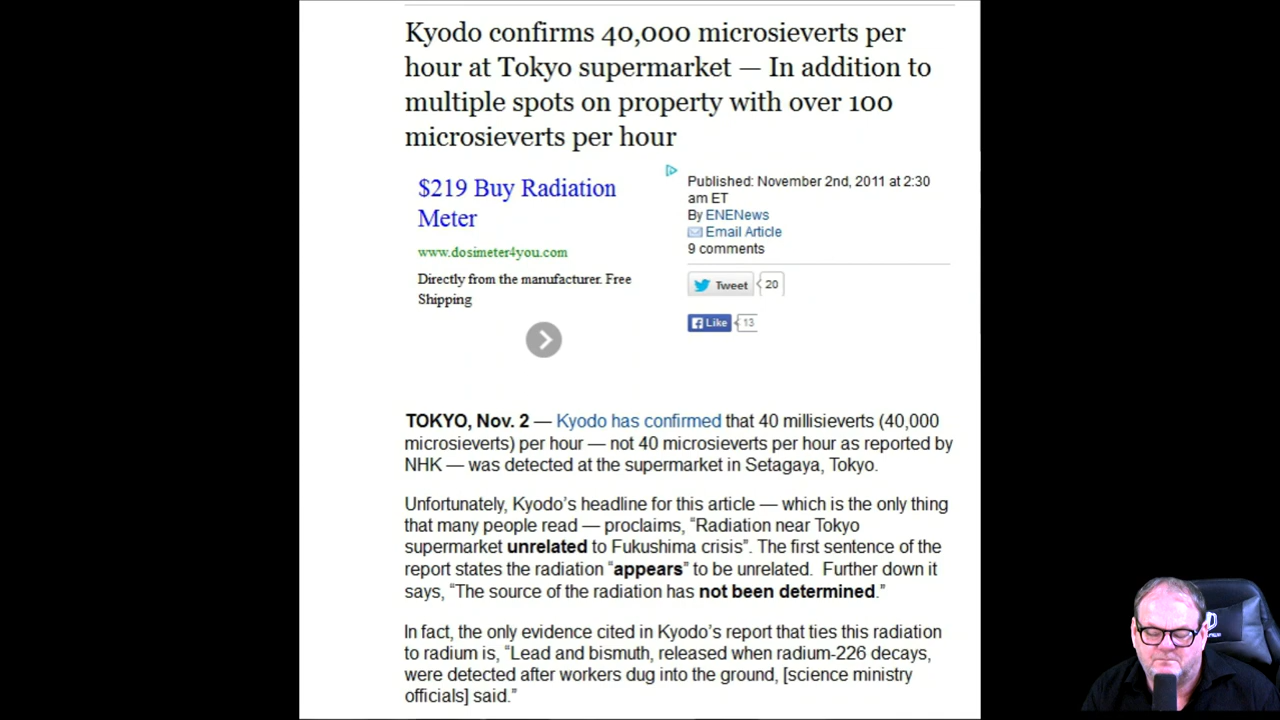 Kyodo confirms 40,000 microsieverts per
hour at Tokyo supermarket — In addition to
multiple spots on property with over 100
microsieverts per hour
$219 Buy Radiation
Meter
www.dosimeter4you.com
Directly from the manufacturer. Free
Shipping
Published: November 2nd, 2011 at 2:30
am ET
By ENENews
Email Article
9 comments
Tweet 20
Like 13
TOKYO, Nov. 2 — Kyodo has confirmed that 40 millisieverts (40,000
microsieverts) per hour — not 40 microsieverts per hour as reported by
NHK — was detected at the supermarket in Setagaya, Tokyo.
Unfortunately, Kyodo’s headline for this article — which is the only thing
that many people read — proclaims, “Radiation near Tokyo
supermarket unrelated to Fukushima crisis”. The first sentence of the
report states the radiation “appears” to be unrelated.  Further down it
says, “The source of the radiation has not been determined.”
In fact, the only evidence cited in Kyodo’s report that ties this radiation
to radium is, “Lead and bismuth, released when radium-226 decays,
were detected after workers dug into the ground, [science ministry
officials] said.”